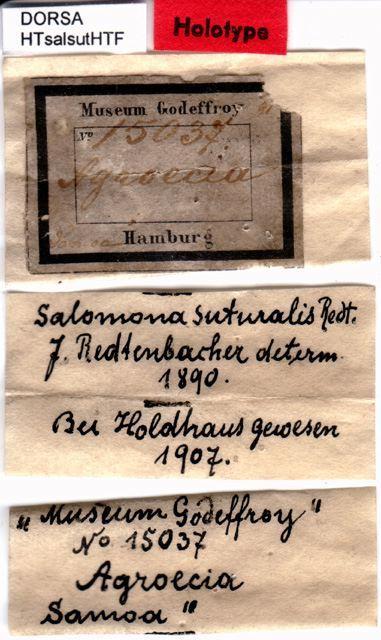 DORSA
HTsalsutHTF
Holotype
Museum Godeffroy
No 15037
Agroecia
Samoa
Hamburg
Salomona suturalis Redt.
J. Redtenbacher determ.
1890.
Bei Holdhaus gewesen
1907.
„Museum Godeffroy"
No 15037
Agroecia
Samoa"